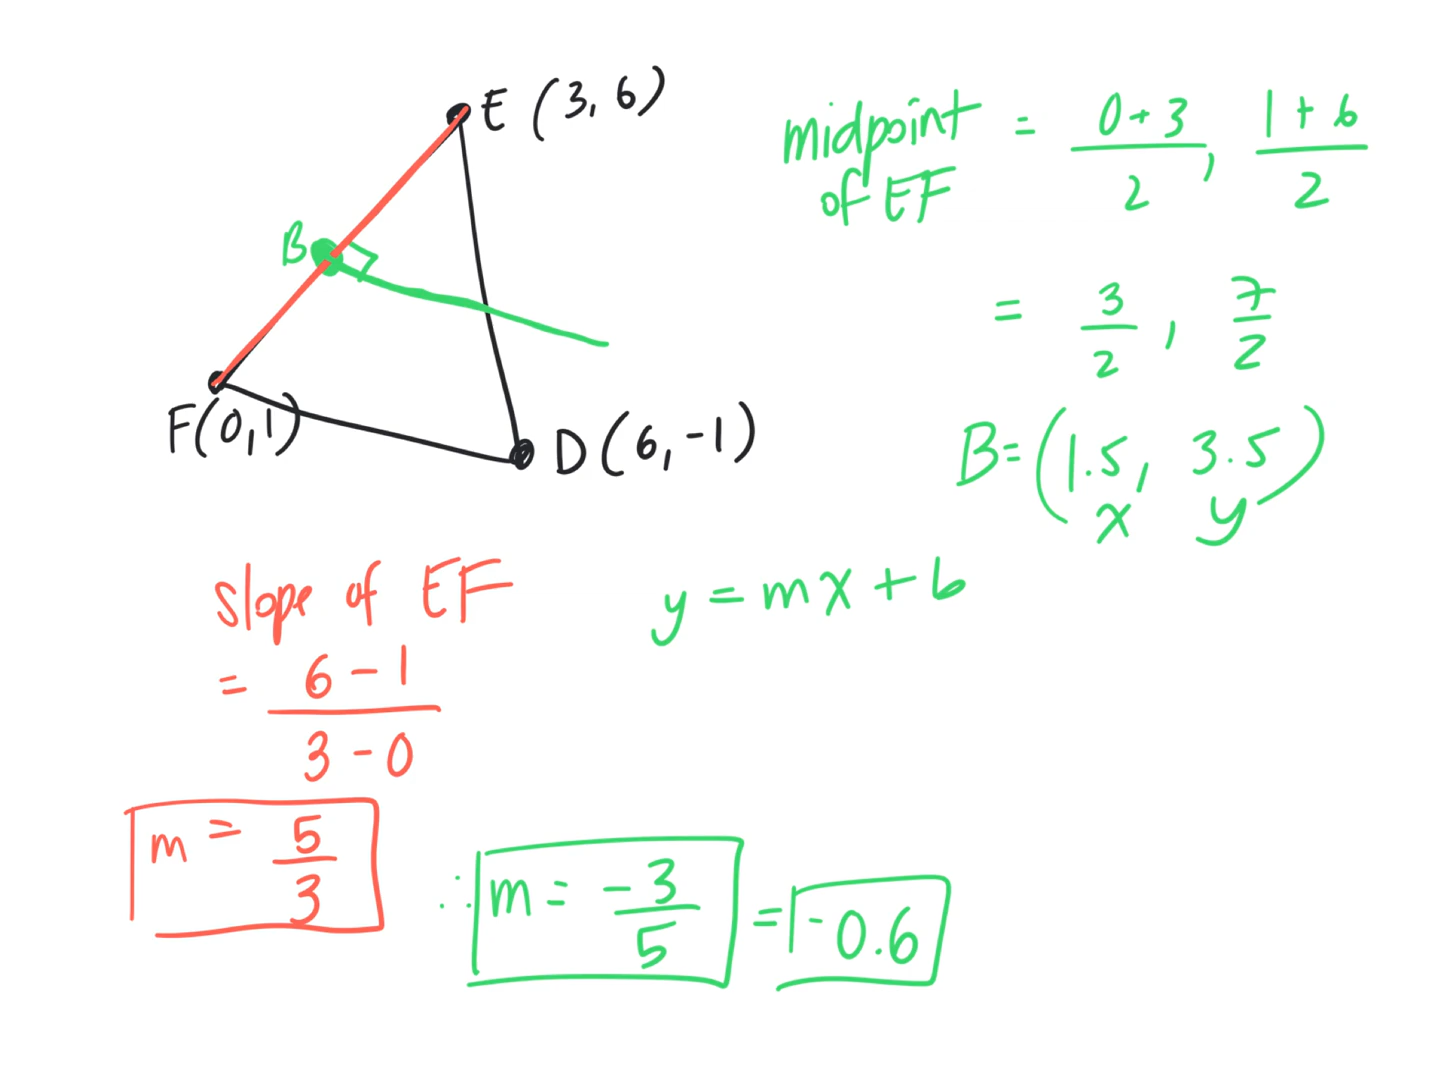 E (3, 6)
B
F(0,1)
D (6, -1)
midpoint of EF = 0+3/2, 1+6/2
= 3/2, 7/2
B = (1.5, 3.5)
x y
slope of EF
= 6-1/3-0
m = 5/3
y = mx + b
∴ m = -3/5 = -0.6